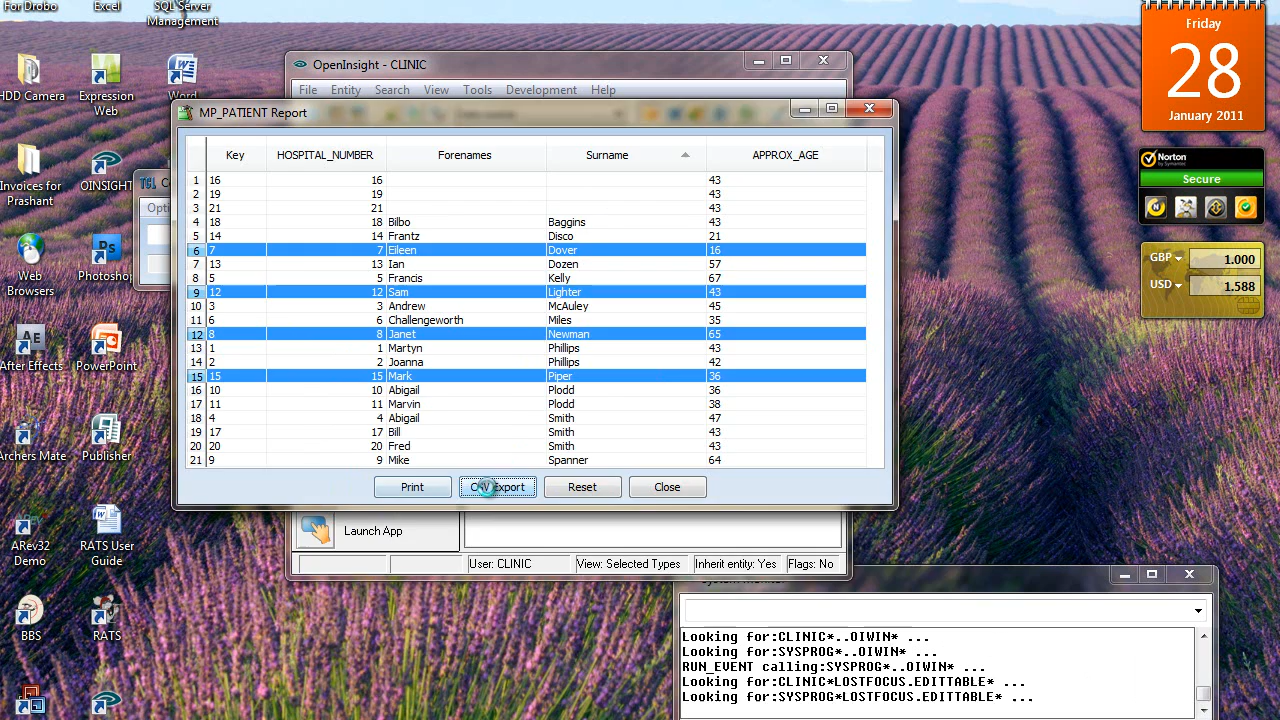 For Drobo
Excel
SQL Server
Management
HDD Camera
Expression
Web
Word
Invoices for
Prashant
OINSIGHT
TCL
Opti
Web
Browsers
Photosho
After Effects
PowerPoint
Archers Mate
Publisher
ARev32
Demo
RATS User
Guide
BBS
RATS
OpenInsight - CLINIC
File Entity Search View Tools Development Help
MP_PATIENT Report
Key HOSPITAL_NUMBER Forenames Surname APPROX_AGE
1 16 16 43
2 19 19 43
3 21 21 43
4 18 18 Bilbo Baggins 43
5 14 14 Frantz Disco 21
6 7 7 Eileen Dover 16
7 13 13 Ian Dozen 57
8 5 5 Francis Kelly 67
9 12 12 Sam Lighter 43
10 3 3 Andrew McAuley 45
11 6 6 Challengeworth Miles 35
12 8 8 Janet Newman 65
13 1 1 Martyn Phillips 43
14 2 2 Joanna Phillips 42
15 15 15 Mark Piper 36
16 10 10 Abigail Plodd 36
17 11 11 Marvin Plodd 38
18 4 4 Abigail Smith 47
19 17 17 Bill Smith 43
20 20 20 Fred Smith 43
21 9 9 Mike Spanner 64
Print CSV Export Reset Close
Launch App
User: CLINIC View: Selected Types Inherit entity: Yes Flags: No
Looking for:CLINIC*..OIWIN* ...
Looking for:SYSPROG*..OIWIN* ...
RUN_EVENT calling:SYSPROG*..OIWIN* ...
Looking for:CLINIC*LOSTFOCUS.EDITTABLE* ...
Looking for:SYSPROG*LOSTFOCUS.EDITTABLE* ...
Friday
28
January 2011
Norton
by Symantec
Secure
GBP 1.000
USD 1.588